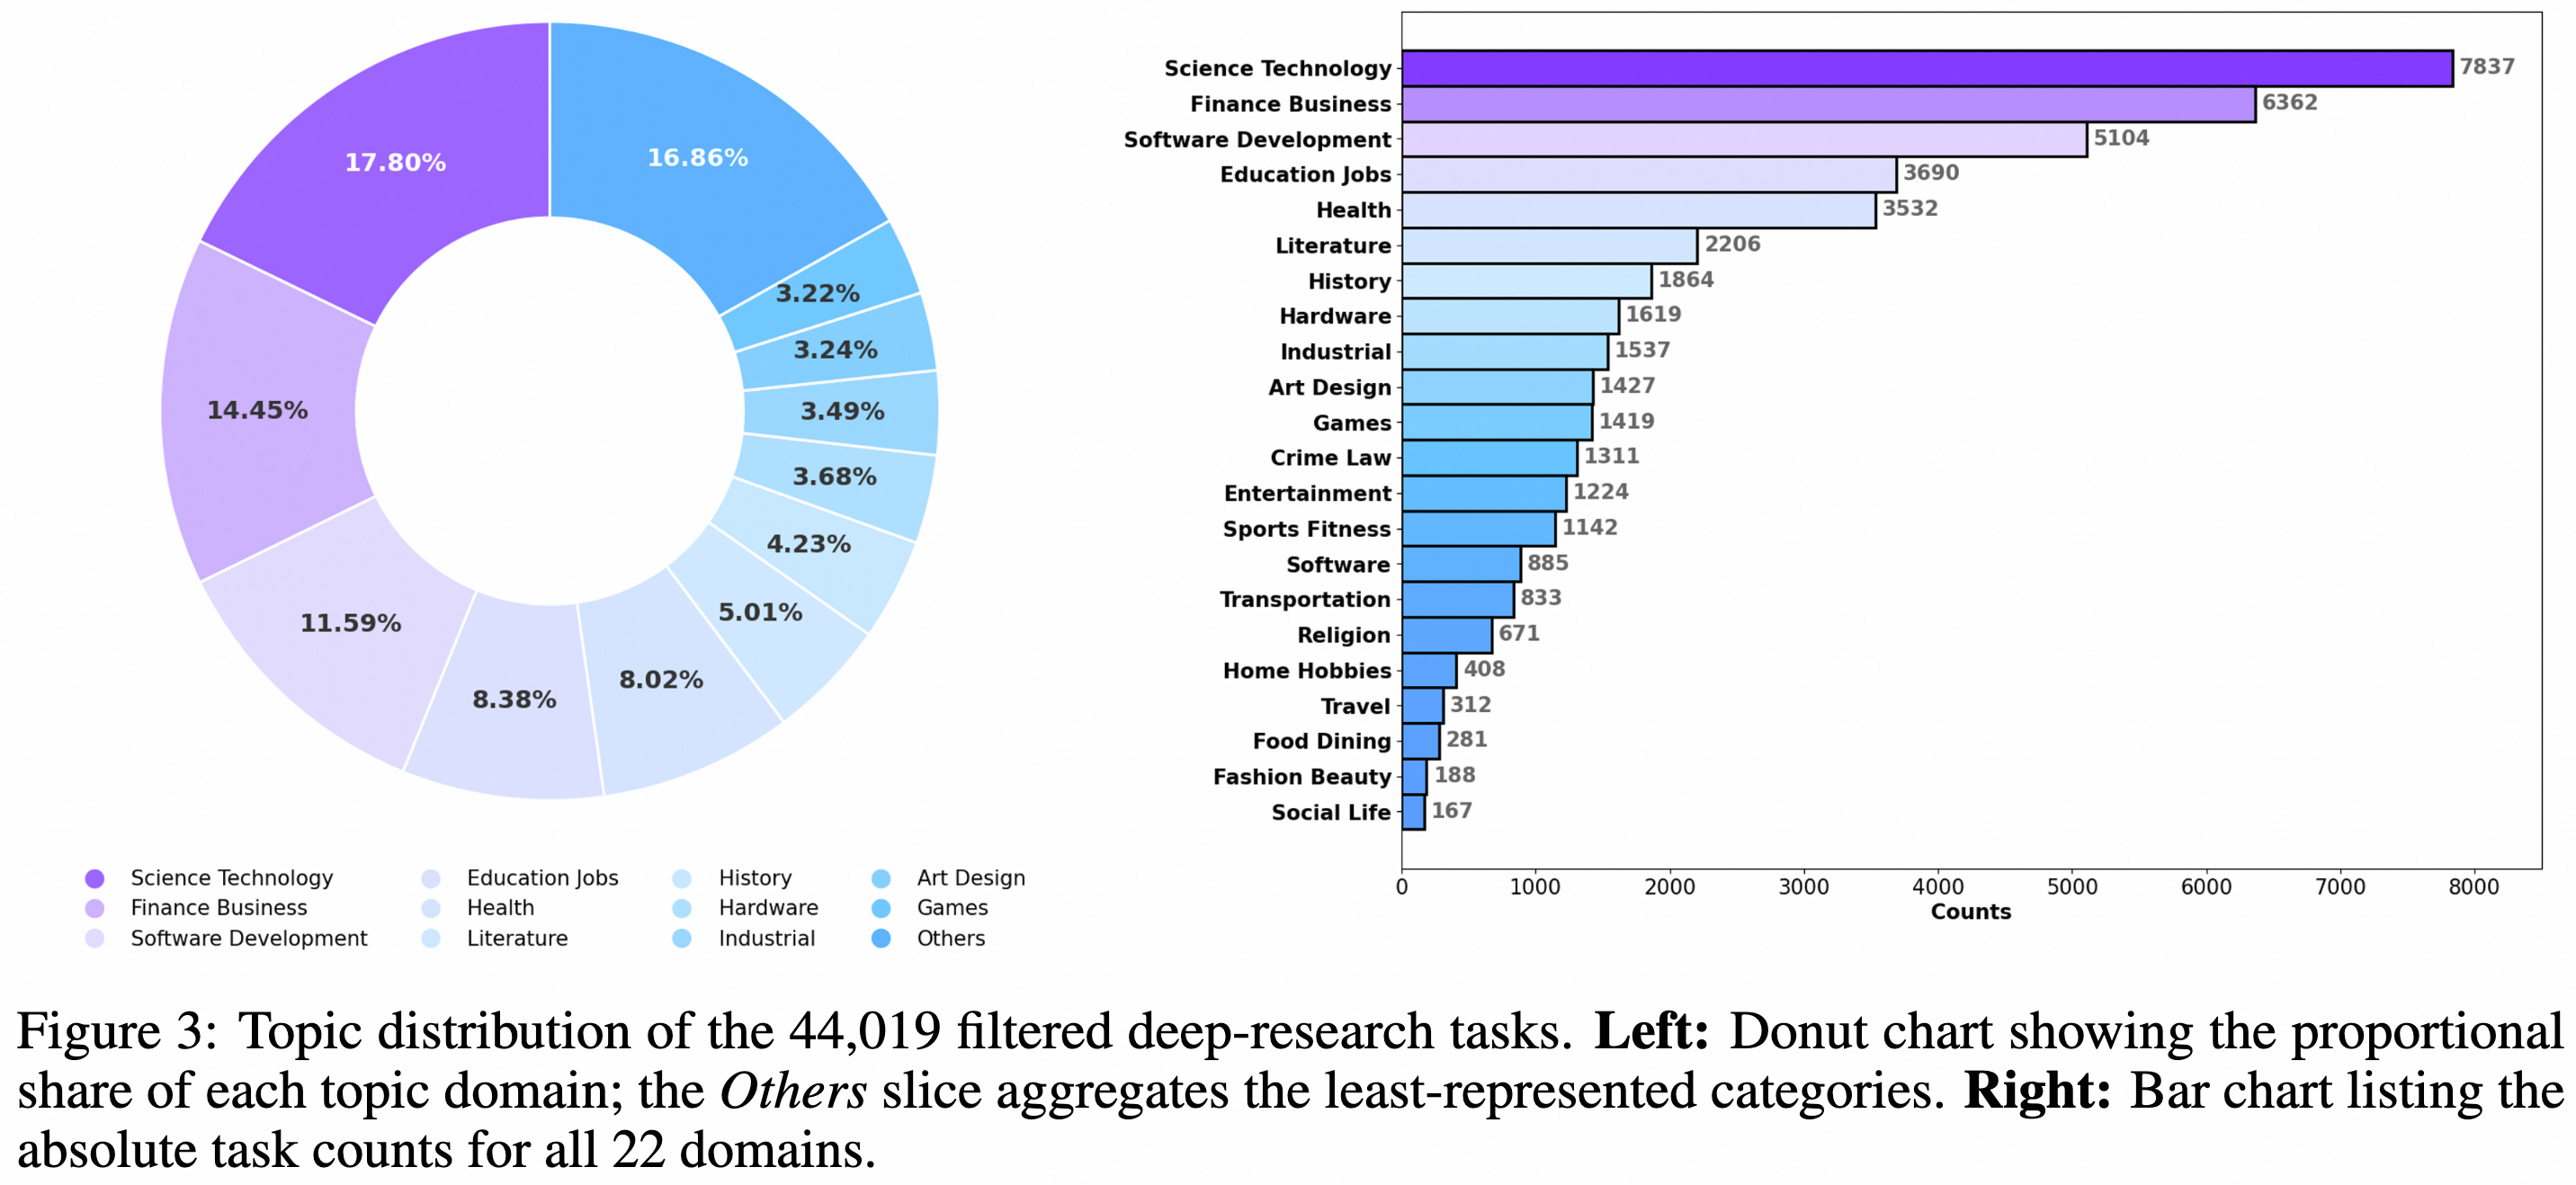 17.80%
16.86%
3.22%
3.24%
3.49%
3.68%
4.23%
5.01%
8.02%
8.38%
11.59%
14.45%
Science Technology
Finance Business
Software Development
Education Jobs
Health
Literature
History
Hardware
Industrial
Art Design
Games
Others
Science Technology 7837
Finance Business 6362
Software Development 5104
Education Jobs 3690
Health 3532
Literature 2206
History 1864
Hardware 1619
Industrial 1537
Art Design 1427
Games 1419
Crime Law 1311
Entertainment 1224
Sports Fitness 1142
Software 885
Transportation 833
Religion 671
Home Hobbies 408
Travel 312
Food Dining 281
Fashion Beauty 188
Social Life 167
0 1000 2000 3000 4000 5000 6000 7000 8000
Counts
Figure 3: Topic distribution of the 44,019 filtered deep-research tasks. Left: Donut chart showing the proportional
share of each topic domain; the Others slice aggregates the least-represented categories. Right: Bar chart listing the
absolute task counts for all 22 domains.